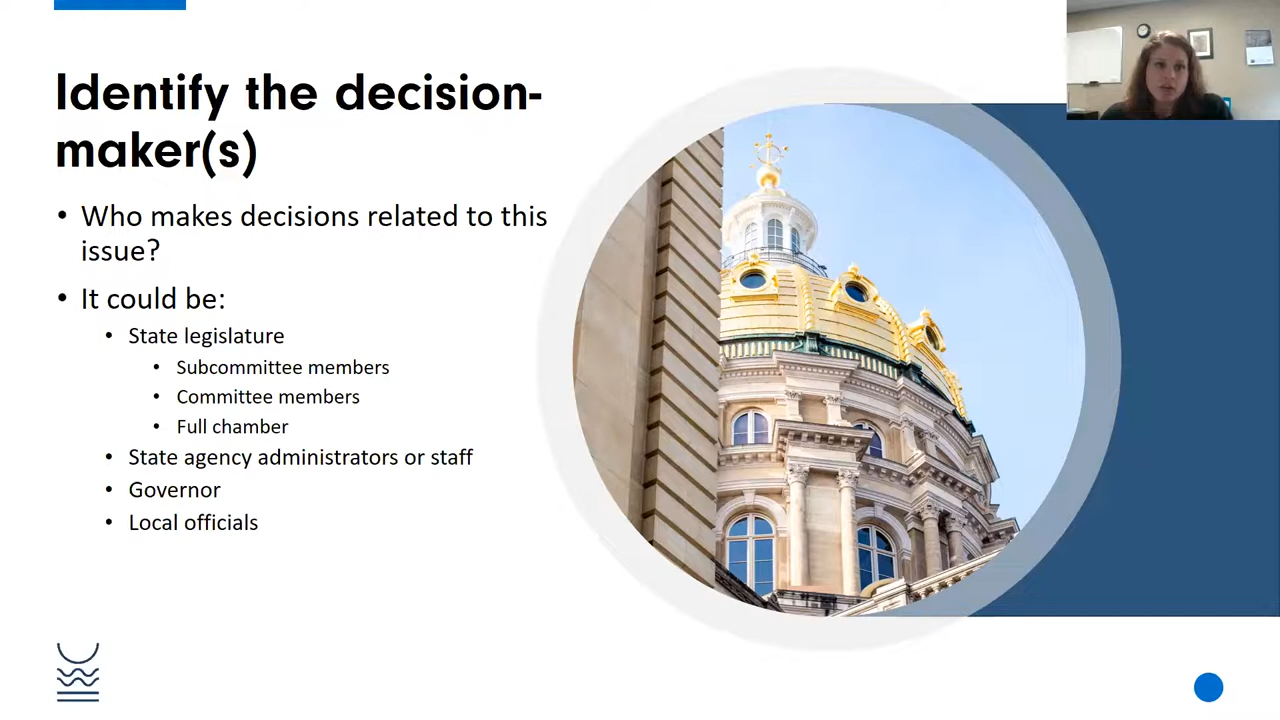 Identify the decision-
maker(s)
• Who makes decisions related to this
issue?
• It could be:
• State legislature
• Subcommittee members
• Committee members
• Full chamber
• State agency administrators or staff
• Governor
• Local officials